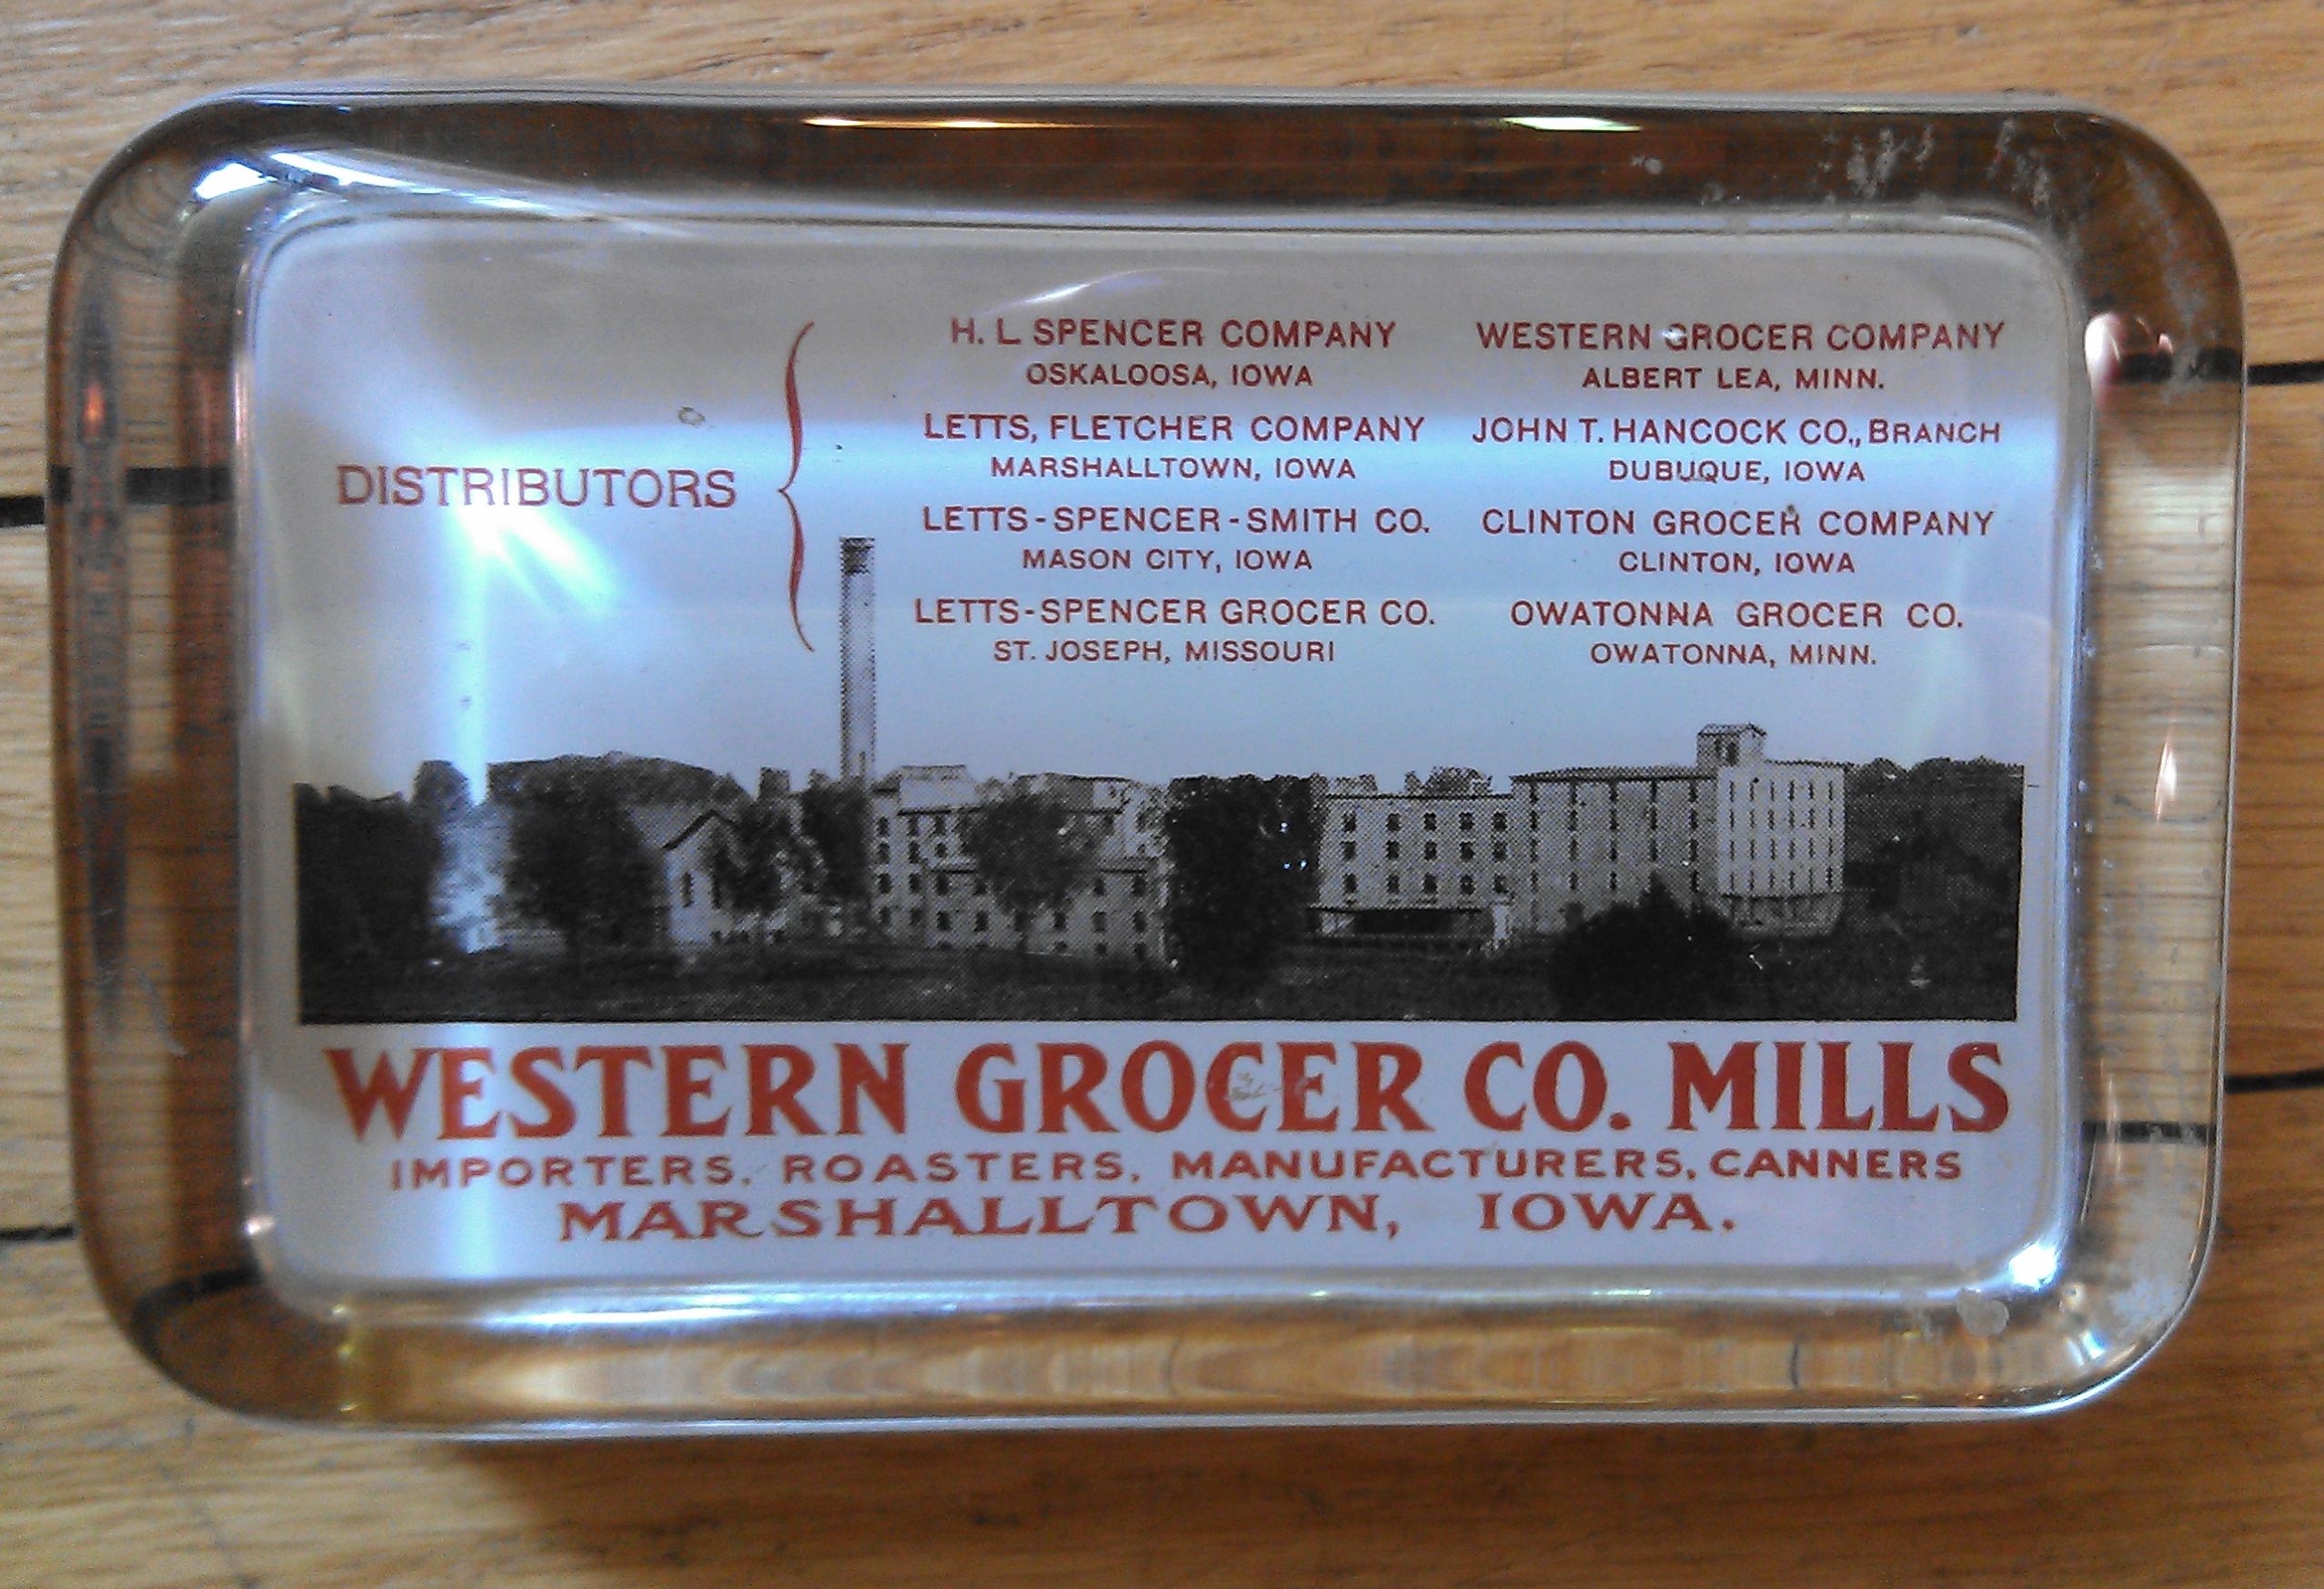 DISTRIBUTORS
H. L. SPENCER COMPANY
OSKALOOSA, IOWA
LETTS, FLETCHER COMPANY
MARSHALLTOWN, IOWA
LETTS-SPENCER-SMITH CO.
MASON CITY, IOWA
LETTS-SPENCER GROCER CO.
ST. JOSEPH, MISSOURI
WESTERN GROCER COMPANY
ALBERT LEA, MINN.
JOHN T. HANCOCK CO., BRANCH
DUBUQUE, IOWA
CLINTON GROCER COMPANY
CLINTON, IOWA
OWATONNA GROCER CO.
OWATONNA, MINN.
WESTERN GROCER CO. MILLS
IMPORTERS, ROASTERS, MANUFACTURERS, CANNERS
MARSHALLTOWN, IOWA.